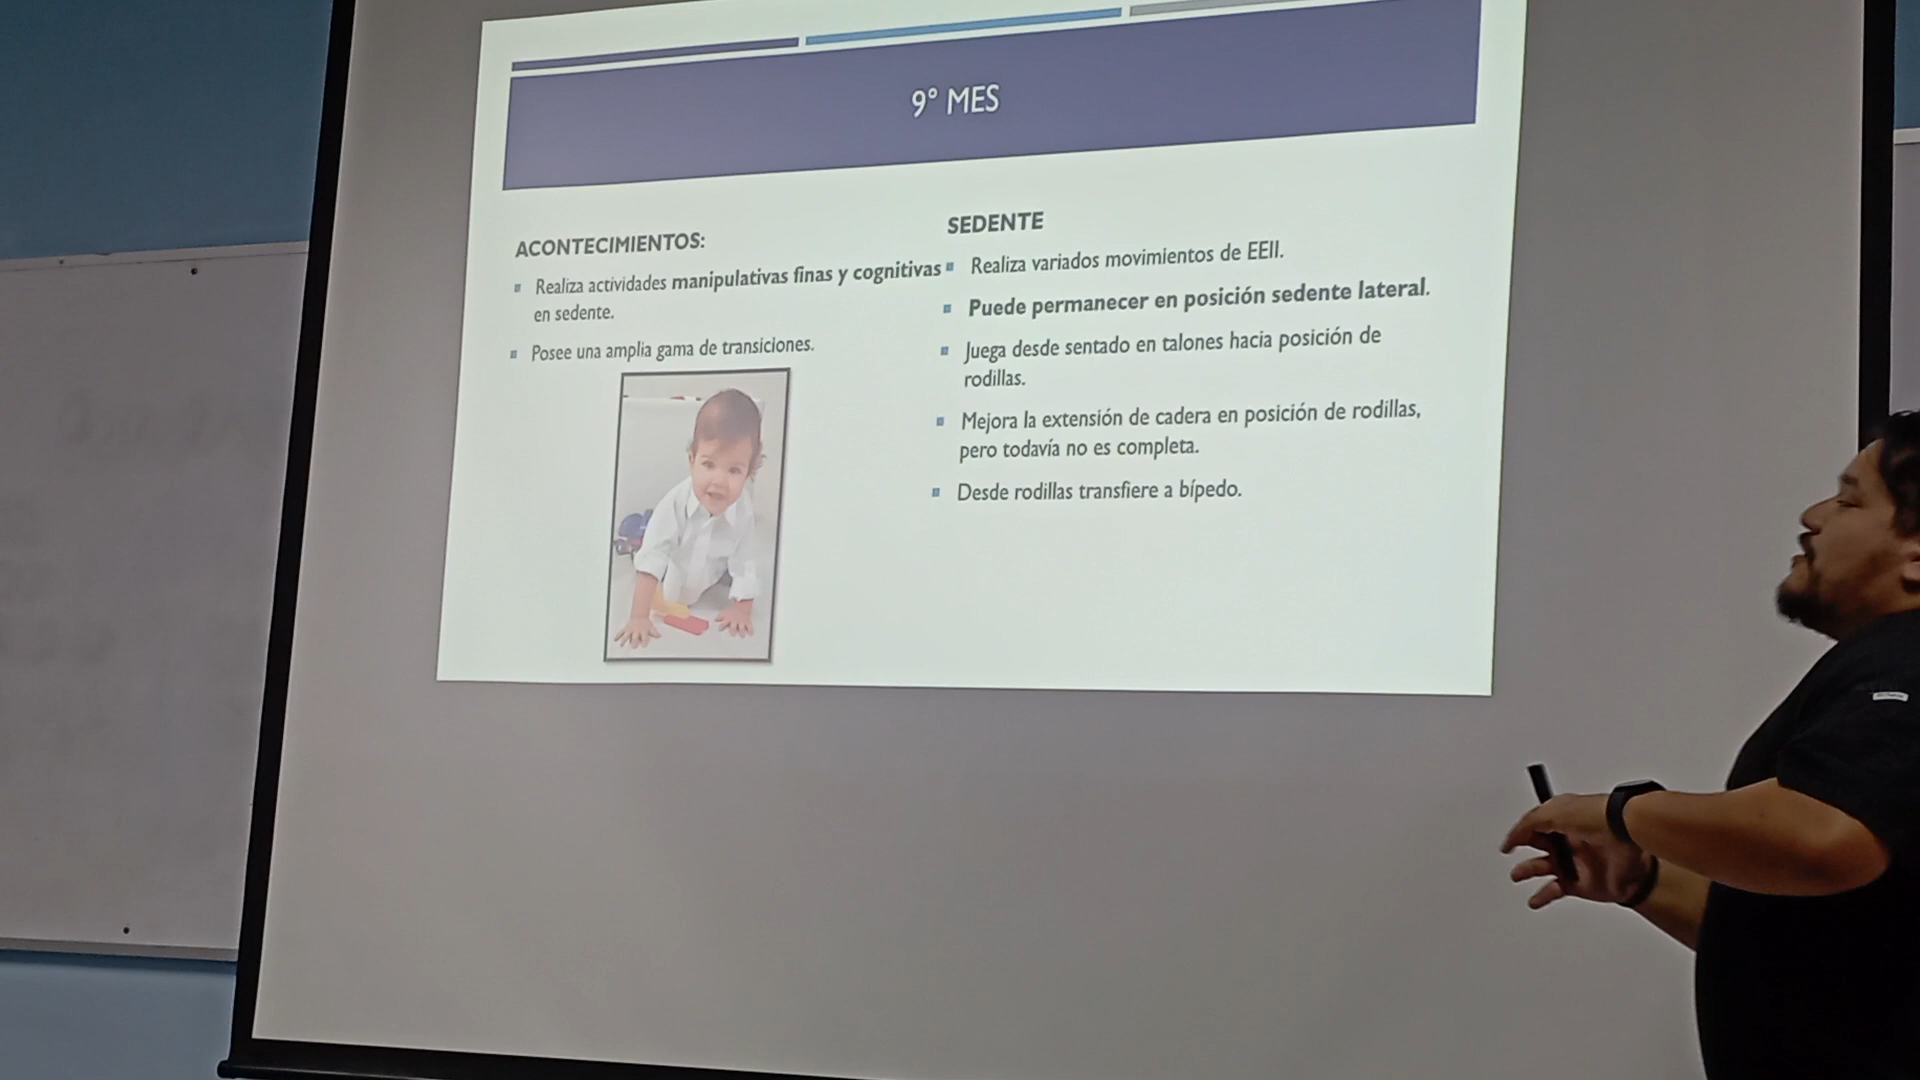 9° MES
ACONTECIMIENTOS:
Realiza actividades manipulativas finas y cognitivas
en sedente.
Posee una amplia gama de transiciones.
SEDENTE
Realiza variados movimientos de EEII.
Puede permanecer en posición sedente lateral.
Juega desde sentado en talones hacia posición de
rodillas.
Mejora la extensión de cadera en posición de rodillas,
pero todavía no es completa.
Desde rodillas transfiere a bípedo.